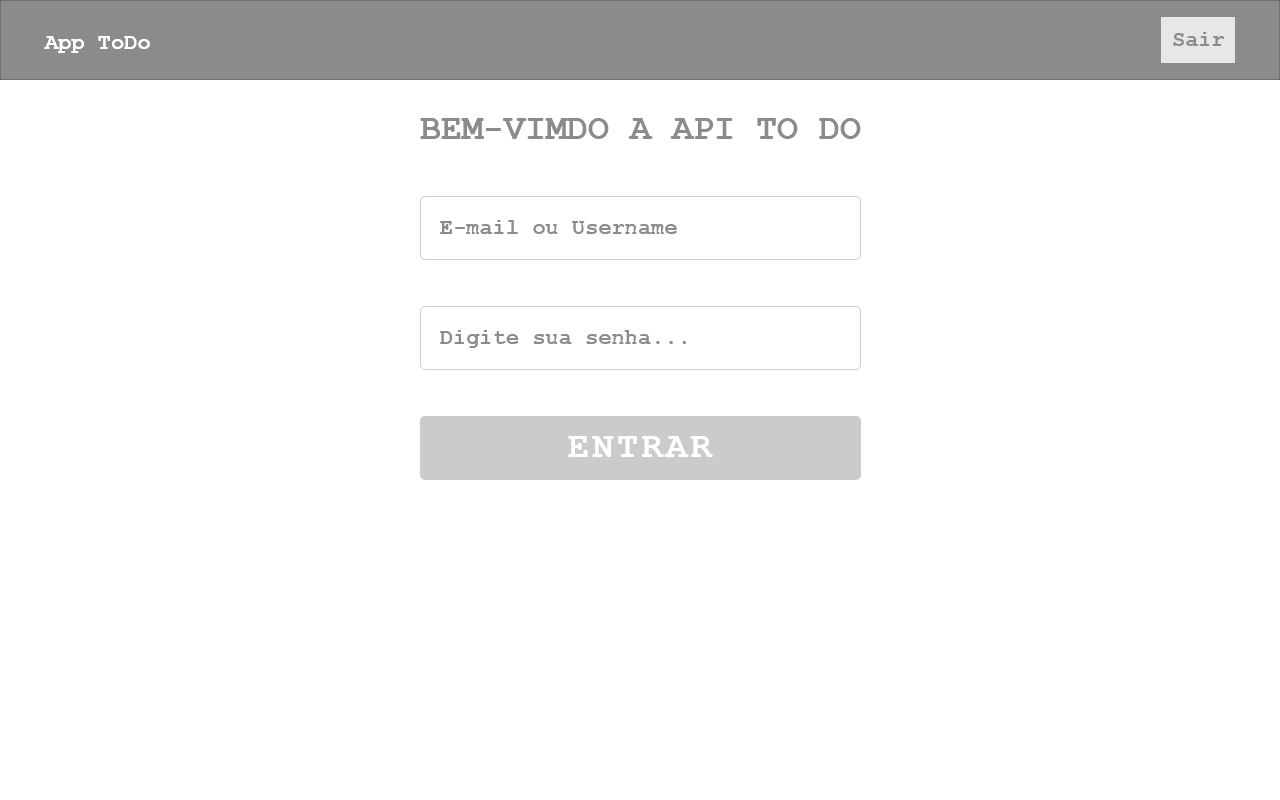 App ToDo
Sair
BEM-VIMDO A API TO DO
E-mail ou Username
Digite sua senha...
ENTRAR